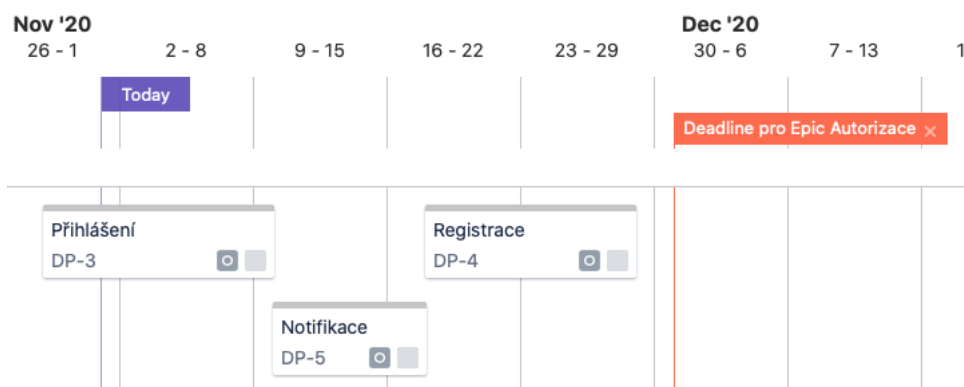 Nov '20
Dec '20
26 - 1
2 - 8
9 - 15
16 - 22
23 - 29
30 - 6
7 - 13
Today
Deadline pro Epic Autorizace
Přihlášení
DP-3
Registrace
DP-4
Notifikace
DP-5